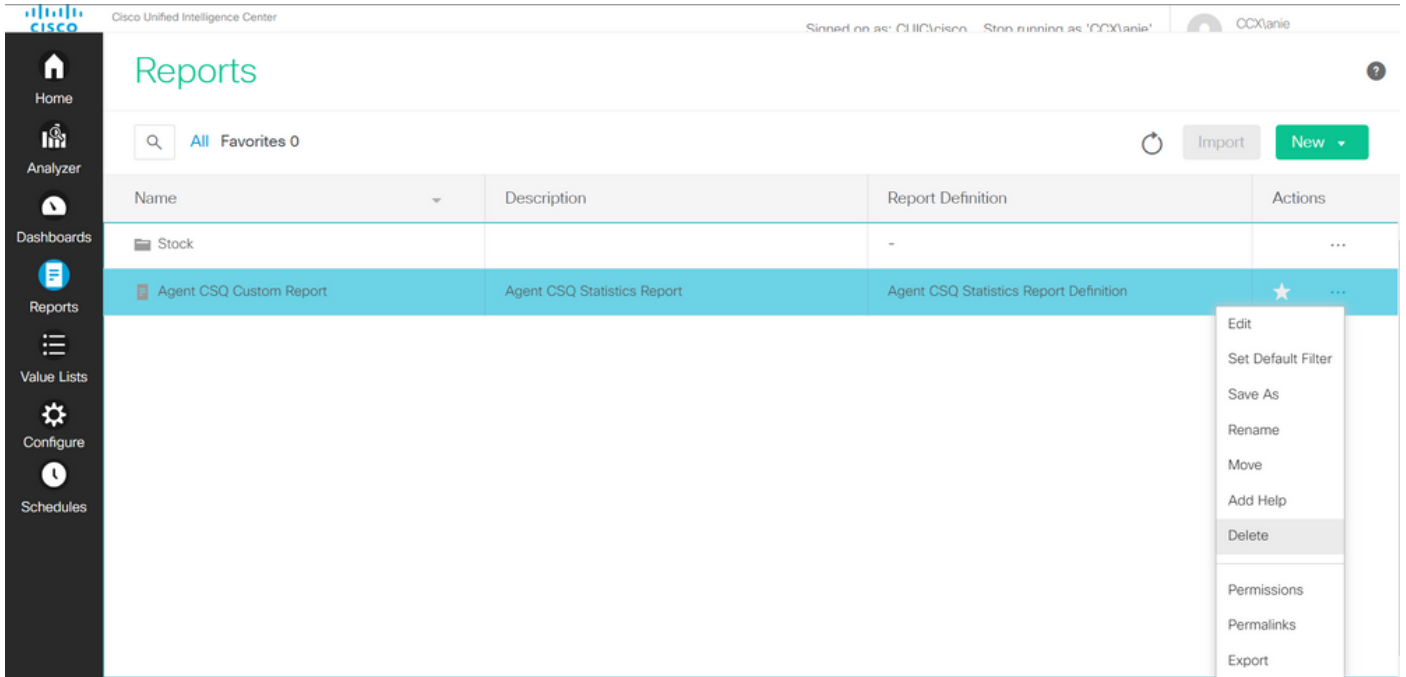 CISCO
Cisco Unified Intelligence Center
Signed on as: CUIC\cisco Stop running as 'CCX\anie'
CCX\anie
Reports
?
Home
Analyzer
Dashboards
Reports
Value Lists
Configure
Schedules
All Favorites 0
Import
New
Name Description Report Definition Actions
Stock - ...
Agent CSQ Custom Report Agent CSQ Statistics Report Agent CSQ Statistics Report Definition ...
Edit
Set Default Filter
Save As
Rename
Move
Add Help
Delete
Permissions
Permalinks
Export